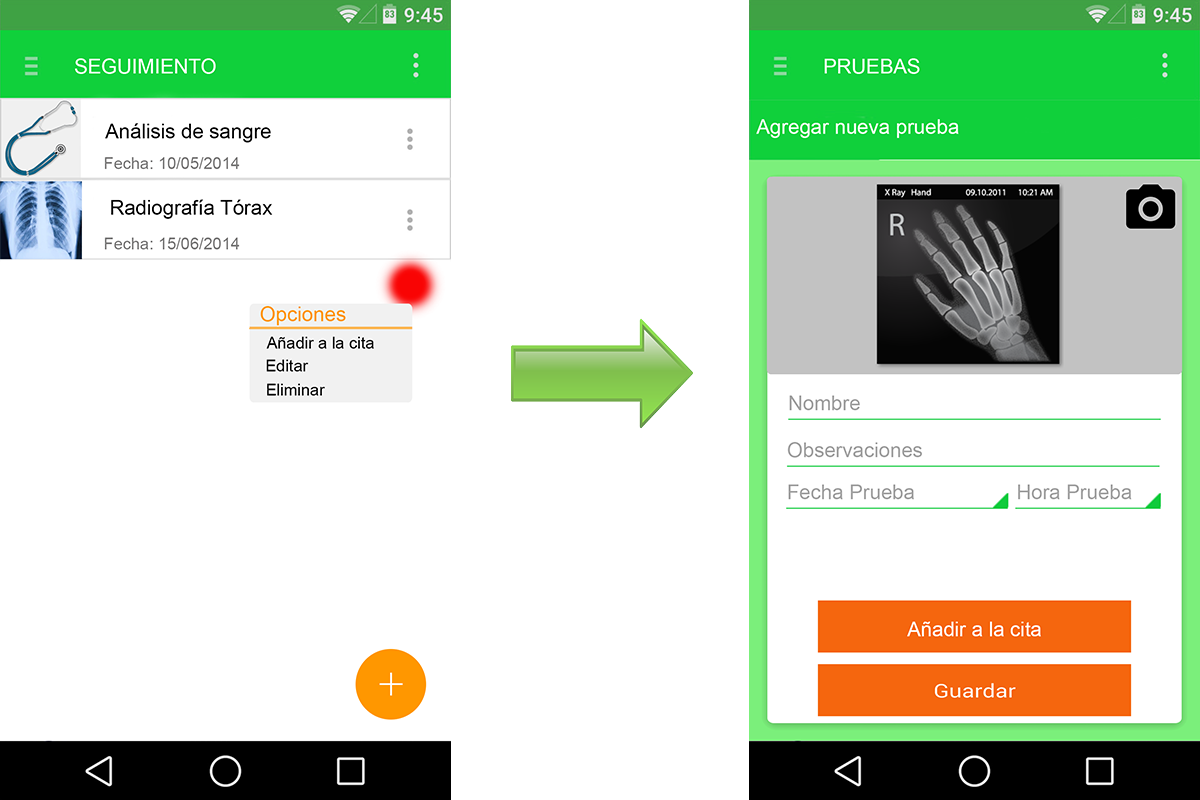 83 9:45
SEGUIMIENTO
Análisis de sangre
Fecha: 10/05/2014
Radiografía Tórax
Fecha: 15/06/2014
Opciones
Añadir a la cita
Editar
Eliminar
83 9:45
PRUEBAS
Agregar nueva prueba
X Ray Hand 09.10.2011 10:21 AM
R
Nombre
Observaciones
Fecha Prueba Hora Prueba
Añadir a la cita
Guardar